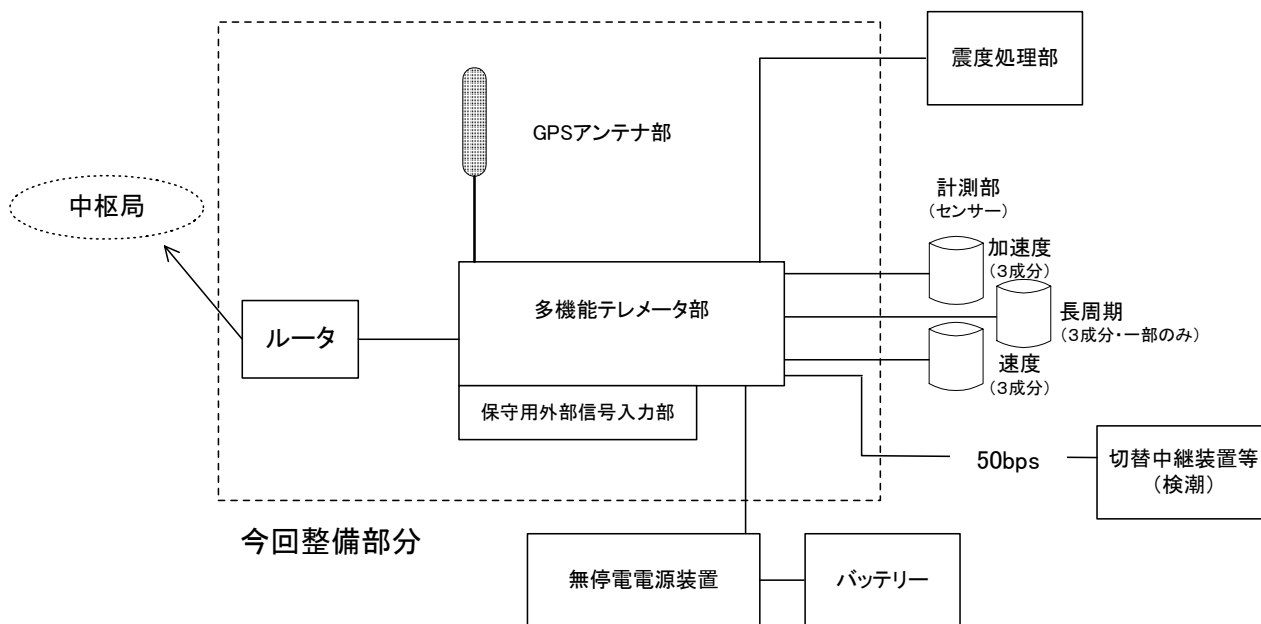 震度処理部
GPSアンテナ部
中枢局
計測部
(センサー)
加速度
(3成分)
多機能テレメータ部
長周期
(3成分・一部のみ)
ルータ
速度
(3成分)
保守用外部信号入力部
50bps
切替中継装置等
(検潮)
今回整備部分
無停電電源装置
バッテリー